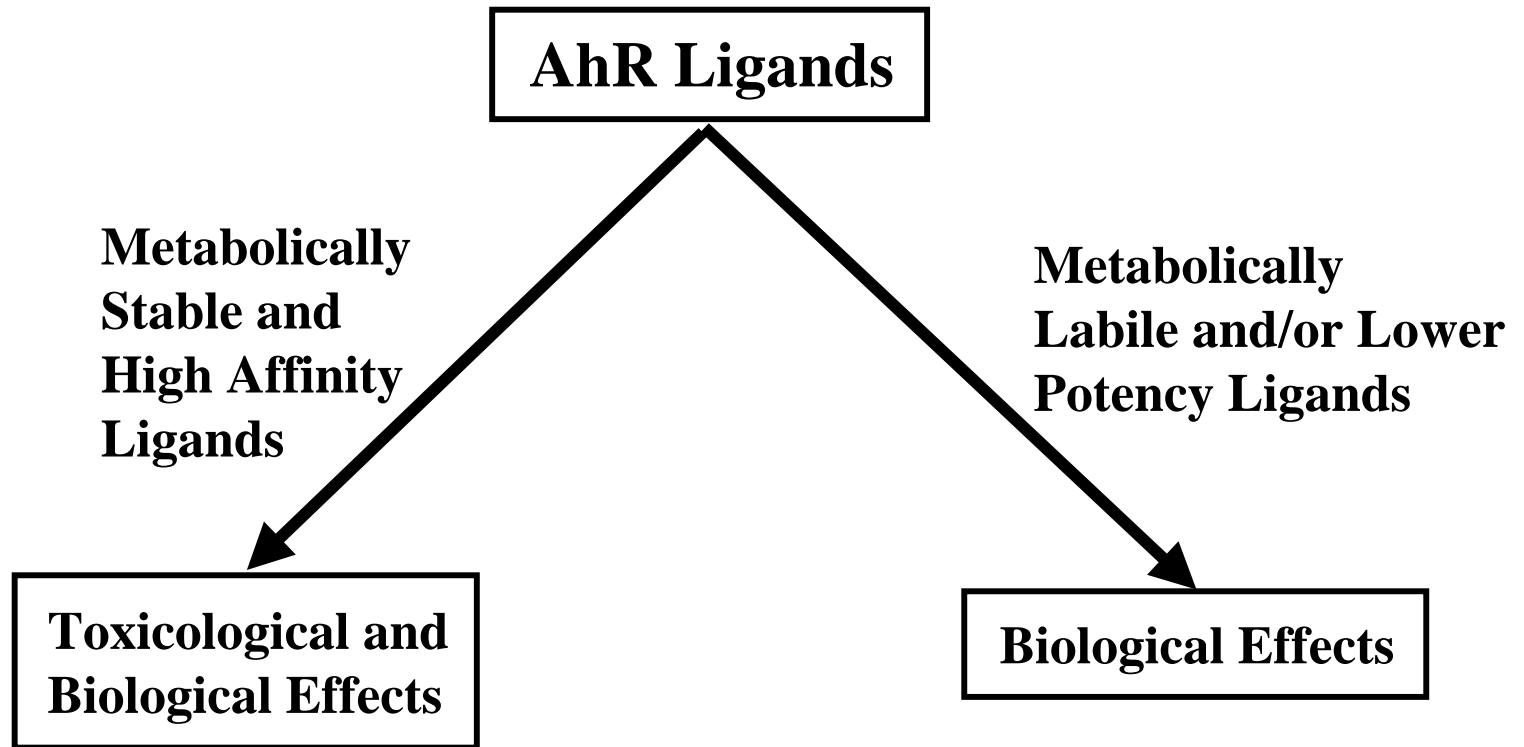 AhR Ligands
Metabolically
Stable and
High Affinity
Ligands
Metabolically
Labile and/or Lower
Potency Ligands
Toxicological and
Biological Effects
Biological Effects